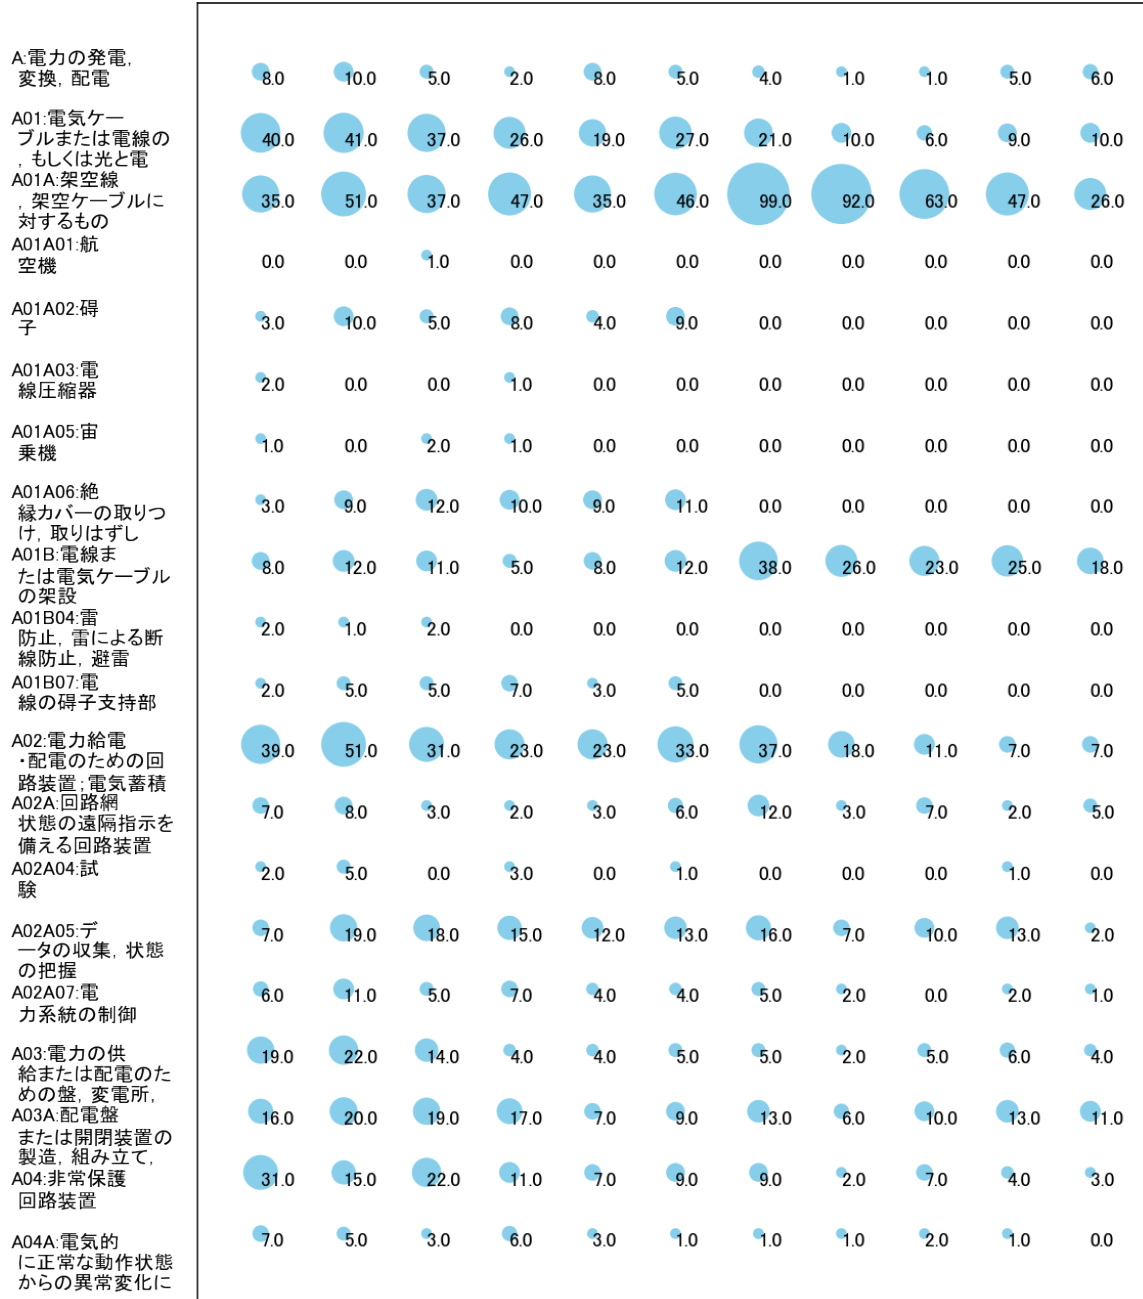 A:電力の発電,
変換, 配電
8.0 10.0 5.0 2.0 8.0 5.0 4.0 1.0 1.0 5.0 6.0
A01:電気ケー
ブルまたは電線の
, もしくは光と電
40.0 41.0 37.0 26.0 19.0 27.0 21.0 10.0 6.0 9.0 10.0
A01A:架空線
, 架空ケーブルに
対するもの
35.0 51.0 37.0 47.0 35.0 46.0 99.0 92.0 63.0 47.0 26.0
A01A01:航
空機
0.0 0.0 1.0 0.0 0.0 0.0 0.0 0.0 0.0 0.0 0.0
A01A02:碍
子
3.0 10.0 5.0 8.0 4.0 9.0 0.0 0.0 0.0 0.0 0.0
A01A03:電
線圧縮器
2.0 0.0 0.0 1.0 0.0 0.0 0.0 0.0 0.0 0.0 0.0
A01A05:宙
乗機
1.0 0.0 2.0 1.0 0.0 0.0 0.0 0.0 0.0 0.0 0.0
A01A06:絶
縁カバーの取りつ
け, 取りはずし
3.0 9.0 12.0 10.0 9.0 11.0 0.0 0.0 0.0 0.0 0.0
A01B:電線ま
たは電気ケーブル
の架設
8.0 12.0 11.0 5.0 8.0 12.0 38.0 26.0 23.0 25.0 18.0
A01B04:雷
防止, 雷による断
線防止, 避雷
2.0 1.0 2.0 0.0 0.0 0.0 0.0 0.0 0.0 0.0 0.0
A01B07:電
線の碍子支持部
2.0 5.0 5.0 7.0 3.0 5.0 0.0 0.0 0.0 0.0 0.0
A02:電力給電
・配電のための回
路装置;電気蓄積
39.0 51.0 31.0 23.0 23.0 33.0 37.0 18.0 11.0 7.0 7.0
A02A:回路網
状態の遠隔指示を
備える回路装置
7.0 8.0 3.0 2.0 3.0 6.0 12.0 3.0 7.0 2.0 5.0
A02A04:試
験
2.0 5.0 0.0 3.0 0.0 1.0 0.0 0.0 0.0 1.0 0.0
A02A05:デ
ータの収集, 状態
の把握
7.0 19.0 18.0 15.0 12.0 13.0 16.0 7.0 10.0 13.0 2.0
A02A07:電
力系統の制御
6.0 11.0 5.0 7.0 4.0 4.0 5.0 2.0 0.0 2.0 1.0
A03:電力の供
給または配電のた
めの盤, 変電所,
19.0 22.0 14.0 4.0 4.0 5.0 5.0 2.0 5.0 6.0 4.0
A03A:配電盤
または開閉装置の
製造, 組み立て,
16.0 20.0 19.0 17.0 7.0 9.0 13.0 6.0 10.0 13.0 11.0
A04:非常保護
回路装置
31.0 15.0 22.0 11.0 7.0 9.0 9.0 2.0 7.0 4.0 3.0
A04A:電気的
に正常な動作状態
からの異常変化に
7.0 5.0 3.0 6.0 3.0 1.0 1.0 1.0 2.0 1.0 0.0